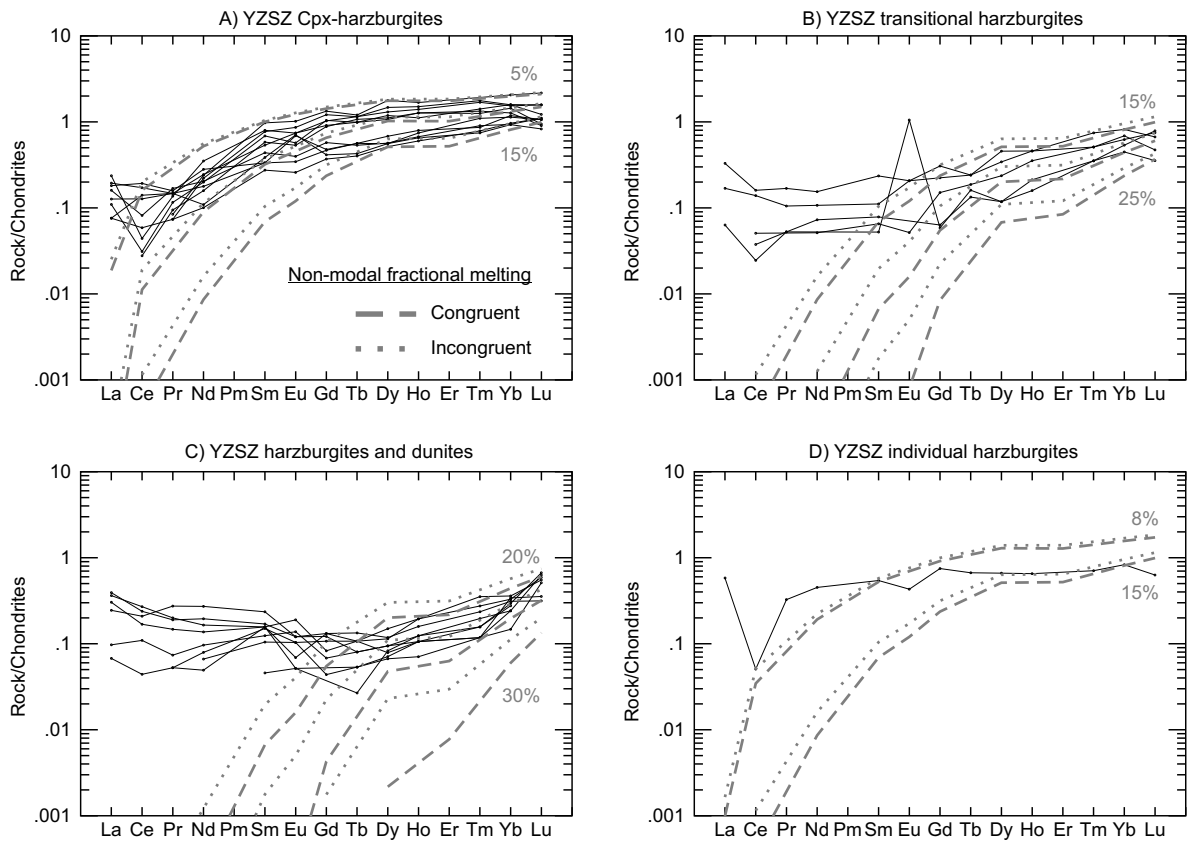 A) YZSZ Cpx-harzburgites
10
1
.1
.01
.001
Rock/Chondrites
5%
15%
Non-modal fractional melting
Congruent
Incongruent
La Ce Pr Nd Pm Sm Eu Gd Tb Dy Ho Er Tm Yb Lu
B) YZSZ transitional harzburgites
10
1
.1
.01
.001
Rock/Chondrites
15%
25%
La Ce Pr Nd Pm Sm Eu Gd Tb Dy Ho Er Tm Yb Lu
C) YZSZ harzburgites and dunites
10
1
.1
.01
.001
Rock/Chondrites
20%
30%
La Ce Pr Nd Pm Sm Eu Gd Tb Dy Ho Er Tm Yb Lu
D) YZSZ individual harzburgites
10
1
.1
.01
.001
Rock/Chondrites
8%
15%
La Ce Pr Nd Pm Sm Eu Gd Tb Dy Ho Er Tm Yb Lu